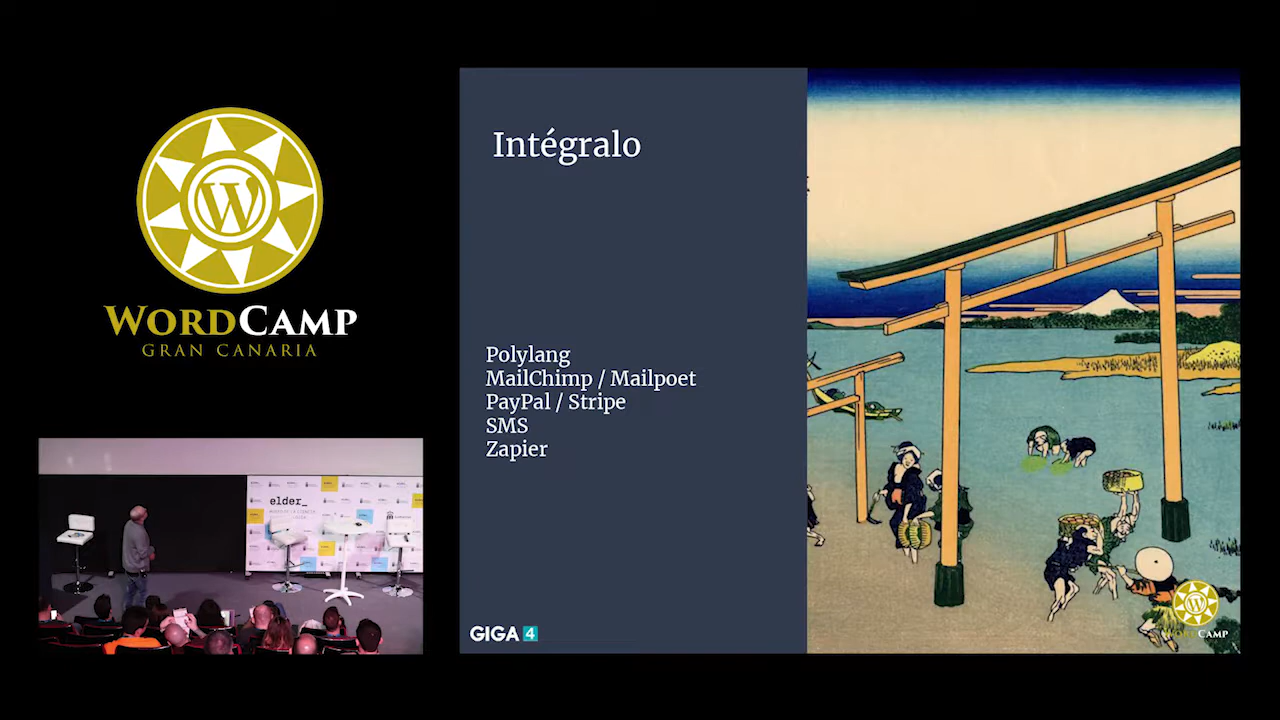 WORDCAMP
GRAN CANARIA
Intégralo
Polylang
MailChimp / Mailpoet
PayPal / Stripe
SMS
Zapier
GIGA 4
elder_
WORDCAMP